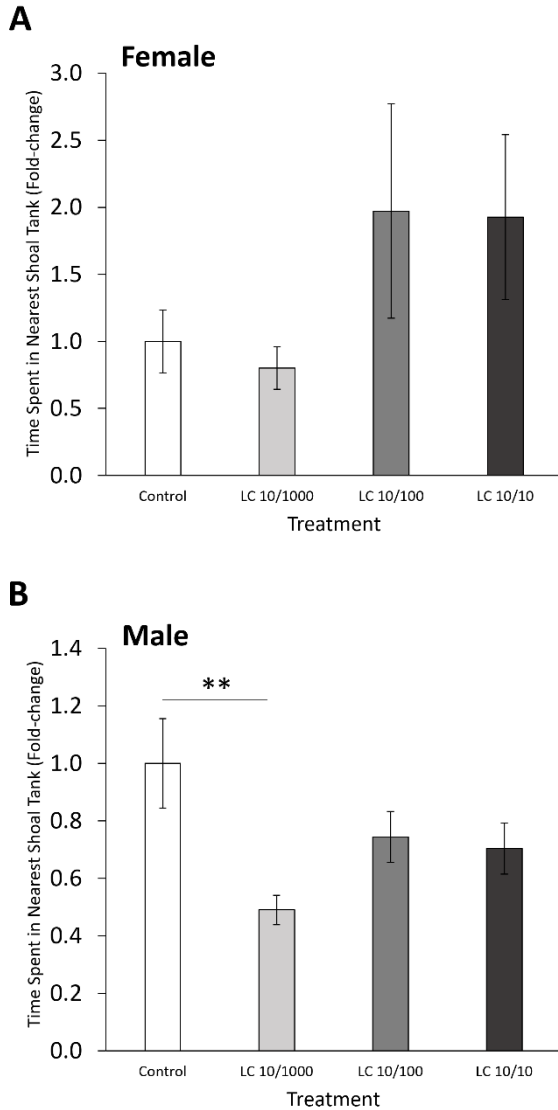 A
Female
Time Spent in Nearest Shoal Tank (Fold-change)
3.0
2.5
2.0
1.5
1.0
0.5
0.0
Control LC 10/1000 LC 10/100 LC 10/10
Treatment
B
Male
Time Spent in Nearest Shoal Tank (Fold-change)
1.4
1.2
1.0
0.8
0.6
0.4
0.2
0.0
**
Control LC 10/1000 LC 10/100 LC 10/10
Treatment